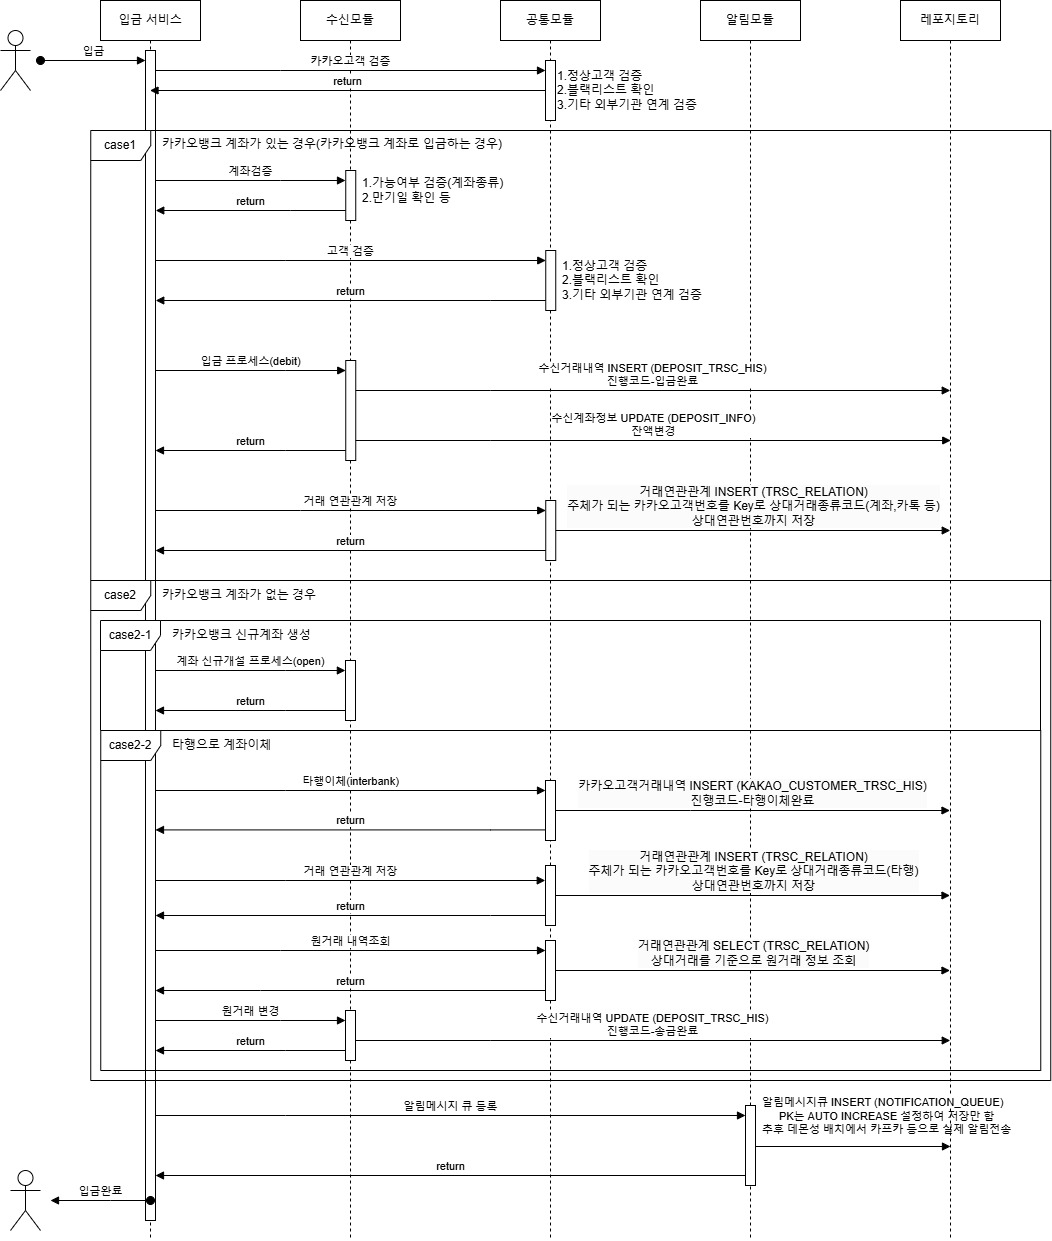 입금 서비스
수신모듈
공통모듈
알림모듈
레포지토리
입금
카카오고객 검증
return
1.정상고객 검증
2.블랙리스트 확인
3.기타 외부기관 연계 검증
case1
카카오뱅크 계좌가 있는 경우(카카오뱅크 계좌로 입금하는 경우)
계좌검증
return
1.가능여부 검증(계좌종류)
2.만기일 확인 등
고객 검증
return
1.정상고객 검증
2.블랙리스트 확인
3.기타 외부기관 연계 검증
입금 프로세스(debit)
수신거래내역 INSERT (DEPOSIT_TRSC_HIS)
진행코드-입금완료
수신계좌정보 UPDATE (DEPOSIT_INFO)
잔액변경
return
거래 연관관계 저장
거래연관관계 INSERT (TRSC_RELATION)
주체가 되는 카카오고객번호를 Key로 상대거래종류코드(계좌,카톡 등)
상대연관번호까지 저장
return
case2
카카오뱅크 계좌가 없는 경우
case2-1
카카오뱅크 신규계좌 생성
계좌 신규개설 프로세스(open)
return
case2-2
타행으로 계좌이체
타행이체(interbank)
카카오고객거래내역 INSERT (KAKAO_CUSTOMER_TRSC_HIS)
진행코드-타행이체완료
return
거래 연관관계 저장
거래연관관계 INSERT (TRSC_RELATION)
주체가 되는 카카오고객번호를 Key로 상대거래종류코드(타행)
상대연관번호까지 저장
return
원거래 내역조회
거래연관관계 SELECT (TRSC_RELATION)
상대거래를 기준으로 원거래 정보 조회
return
원거래 변경
수신거래내역 UPDATE (DEPOSIT_TRSC_HIS)
진행코드-송금완료
return
알림메시지 큐 등록
알림메시지큐 INSERT (NOTIFICATION_QUEUE)
PK는 AUTO INCREASE 설정하여 저장만 함
추후 데몬성 배치에서 카프카 등으로 실제 알림전송
return
입금완료